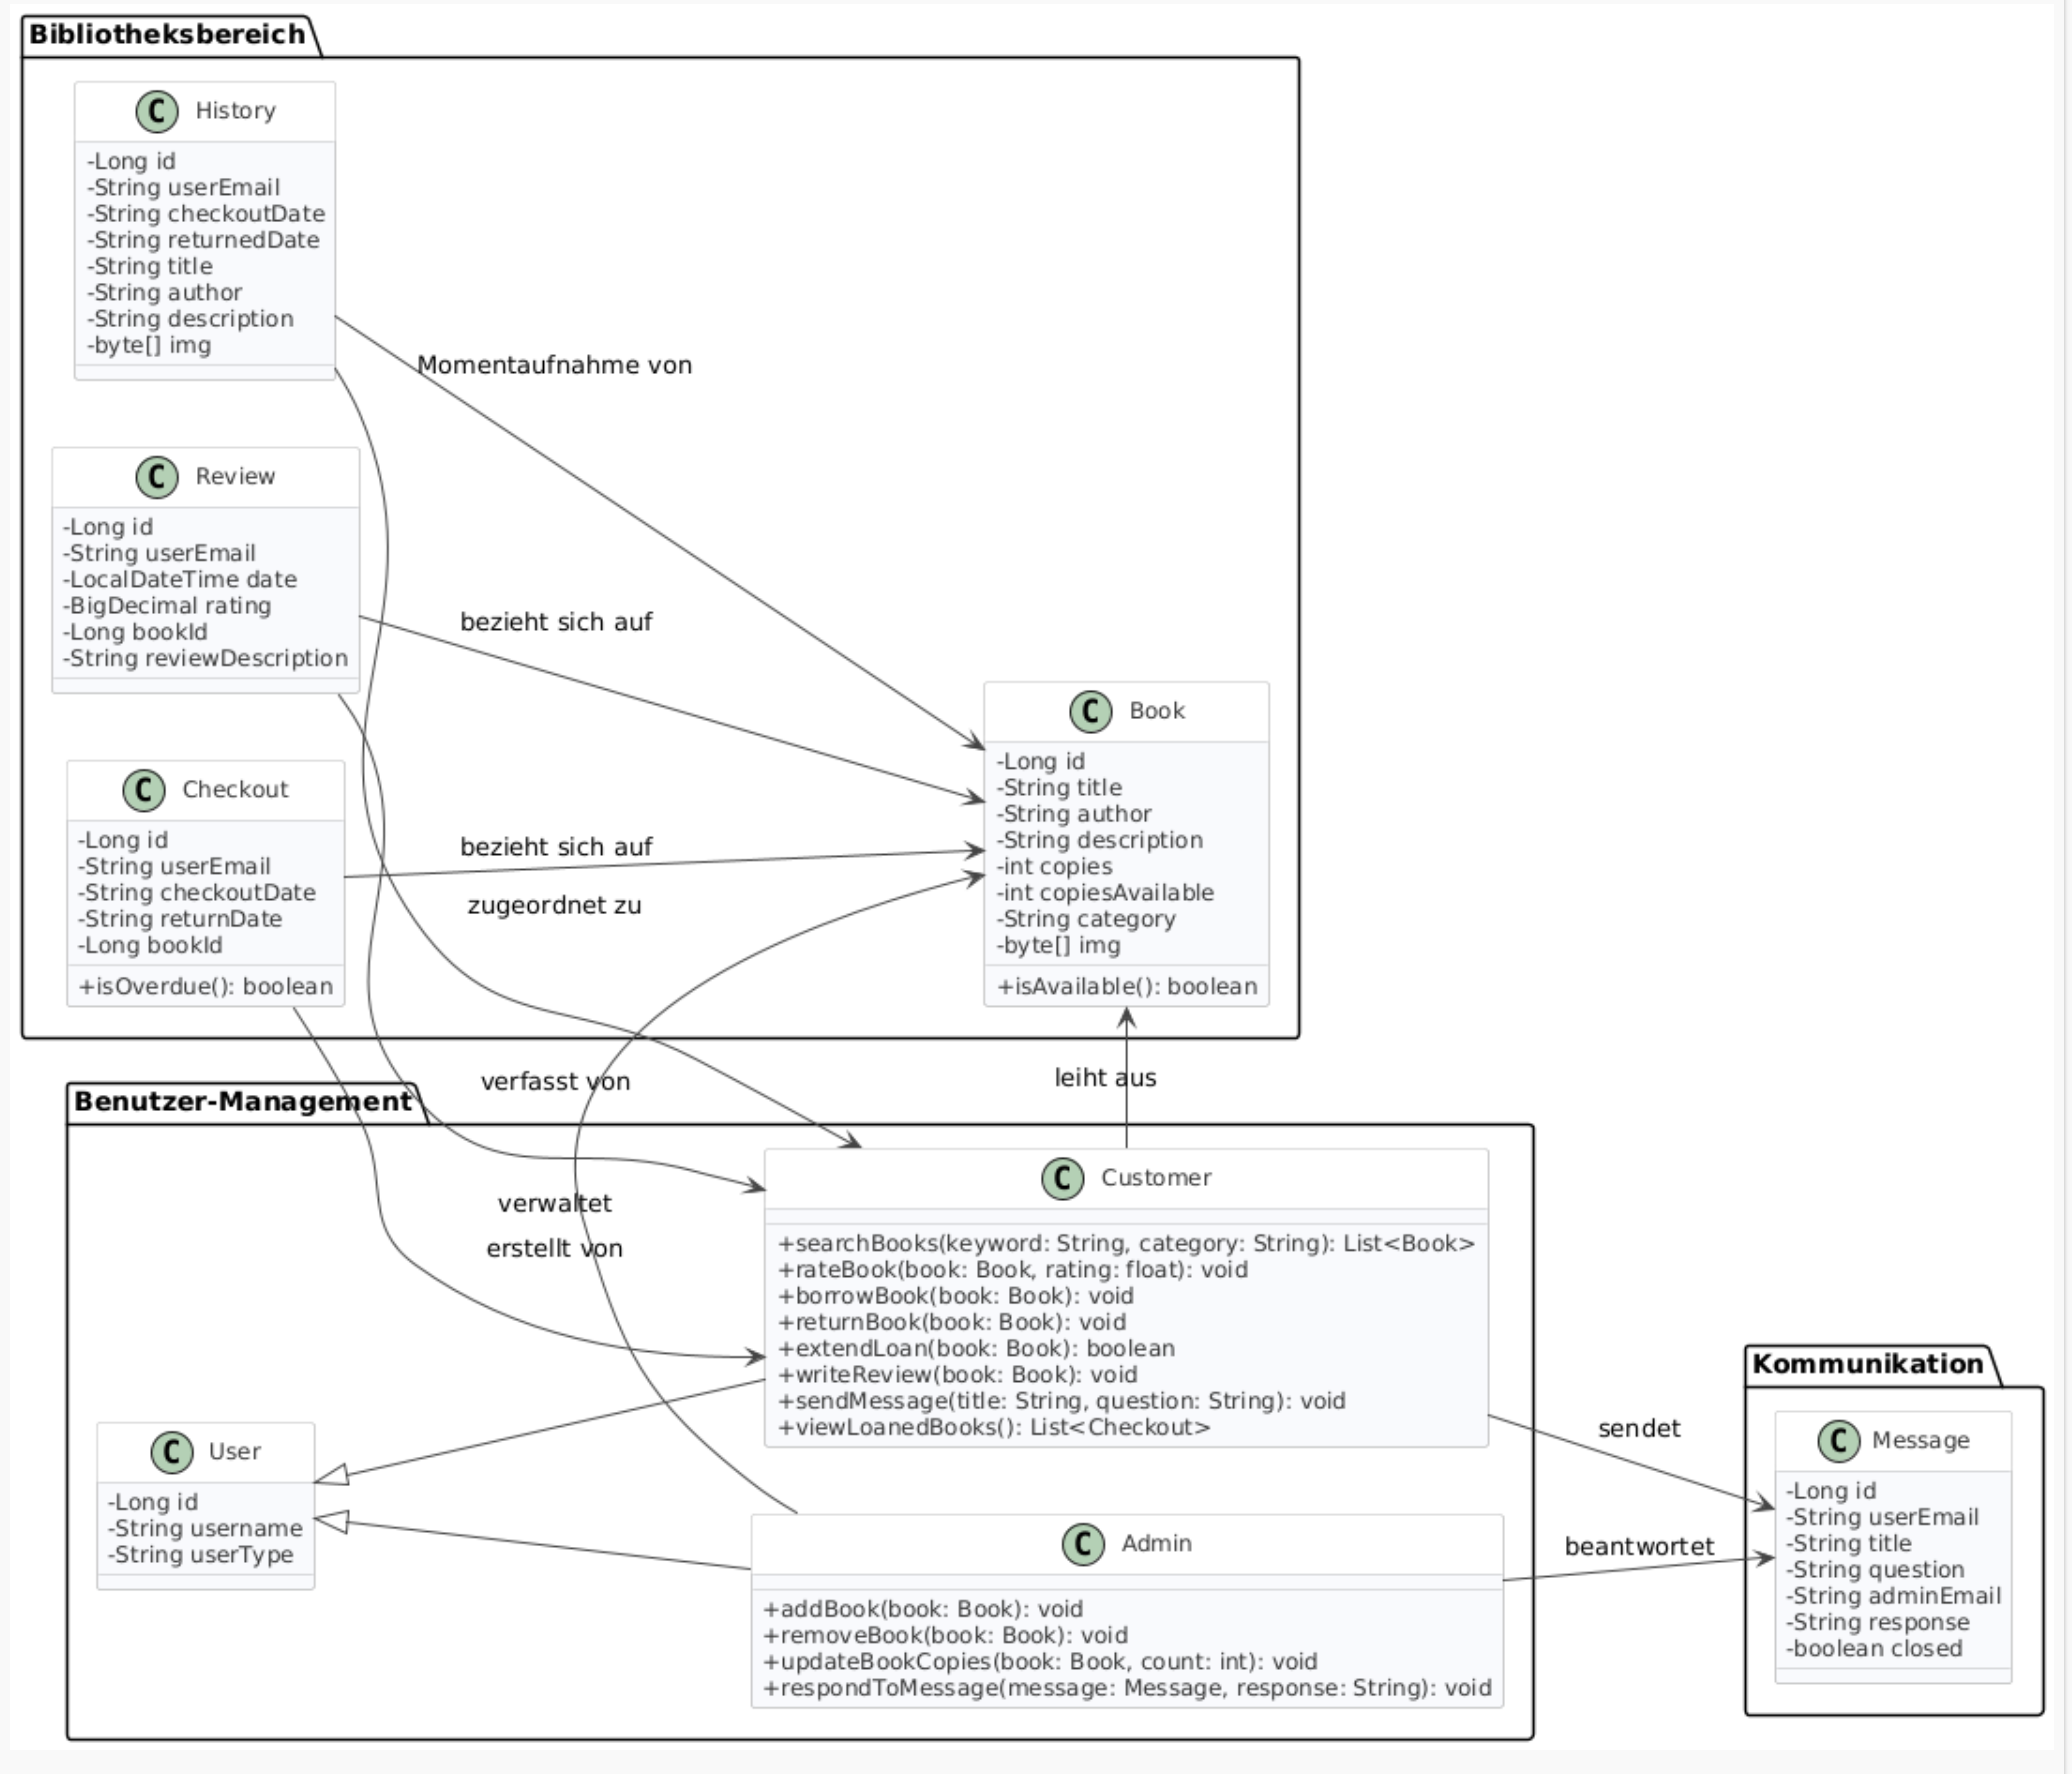 Bibliotheksbereich
C History
-Long id
-String userEmail
-String checkoutDate
-String returnedDate
-String title
-String author
-String description
-byte[] img
Momentaufnahme von
C Review
-Long id
-String userEmail
-LocalDateTime date
-BigDecimal rating
-Long bookId
-String reviewDescription
bezieht sich auf
C Book
-Long id
-String title
-String author
-String description
-int copies
-int copiesAvailable
-String category
-byte[] img
+isAvailable(): boolean
C Checkout
-Long id
-String userEmail
-String checkoutDate
-String returnDate
-Long bookId
+isOverdue(): boolean
bezieht sich auf
zugeordnet zu
verfasst von
leiht aus
Benutzer-Management
verwaltet
erstellt von
C Customer
+searchBooks(keyword: String, category: String): List<Book>
+rateBook(book: Book, rating: float): void
+borrowBook(book: Book): void
+returnBook(book: Book): void
+extendLoan(book: Book): boolean
+writeReview(book: Book): void
+sendMessage(title: String, question: String): void
+viewLoanedBooks(): List<Checkout>
C User
-Long id
-String username
-String userType
C Admin
+addBook(book: Book): void
+removeBook(book: Book): void
+updateBookCopies(book: Book, count: int): void
+respondToMessage(message: Message, response: String): void
sendet
beantwortet
Kommunikation
C Message
-Long id
-String userEmail
-String title
-String question
-String adminEmail
-String response
-boolean closed